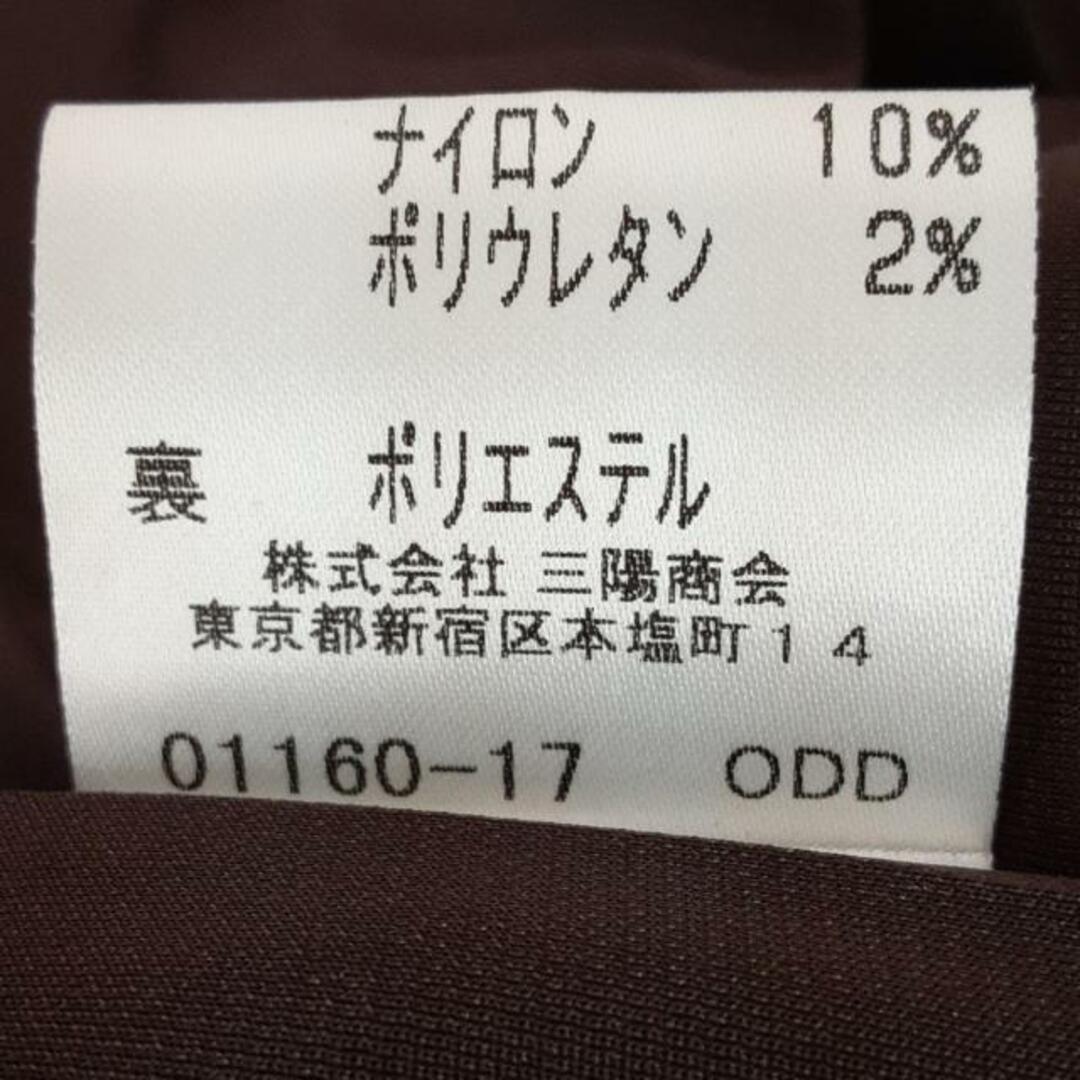 ナイロン 10%
ポリウレタン 2%
裏 ポリエステル
株式会社 三陽商会
東京都新宿区本塩町14
01160-17 ODD